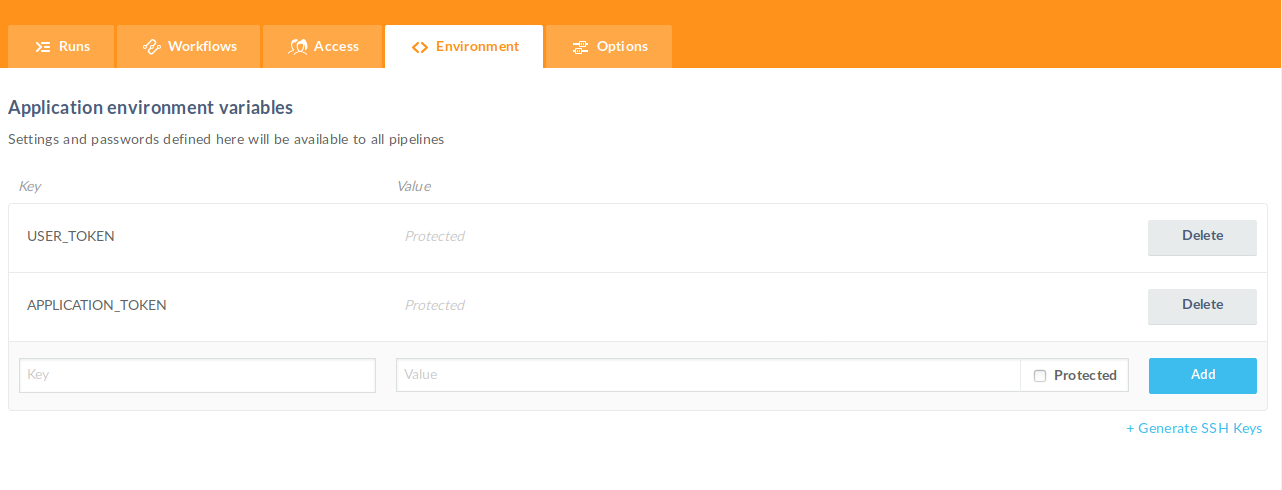 Runs Workflows Access Environment Options
Application environment variables
Settings and passwords defined here will be available to all pipelines
Key Value
USER_TOKEN Protected Delete
APPLICATION_TOKEN Protected Delete
Key Value Protected Add
+ Generate SSH Keys